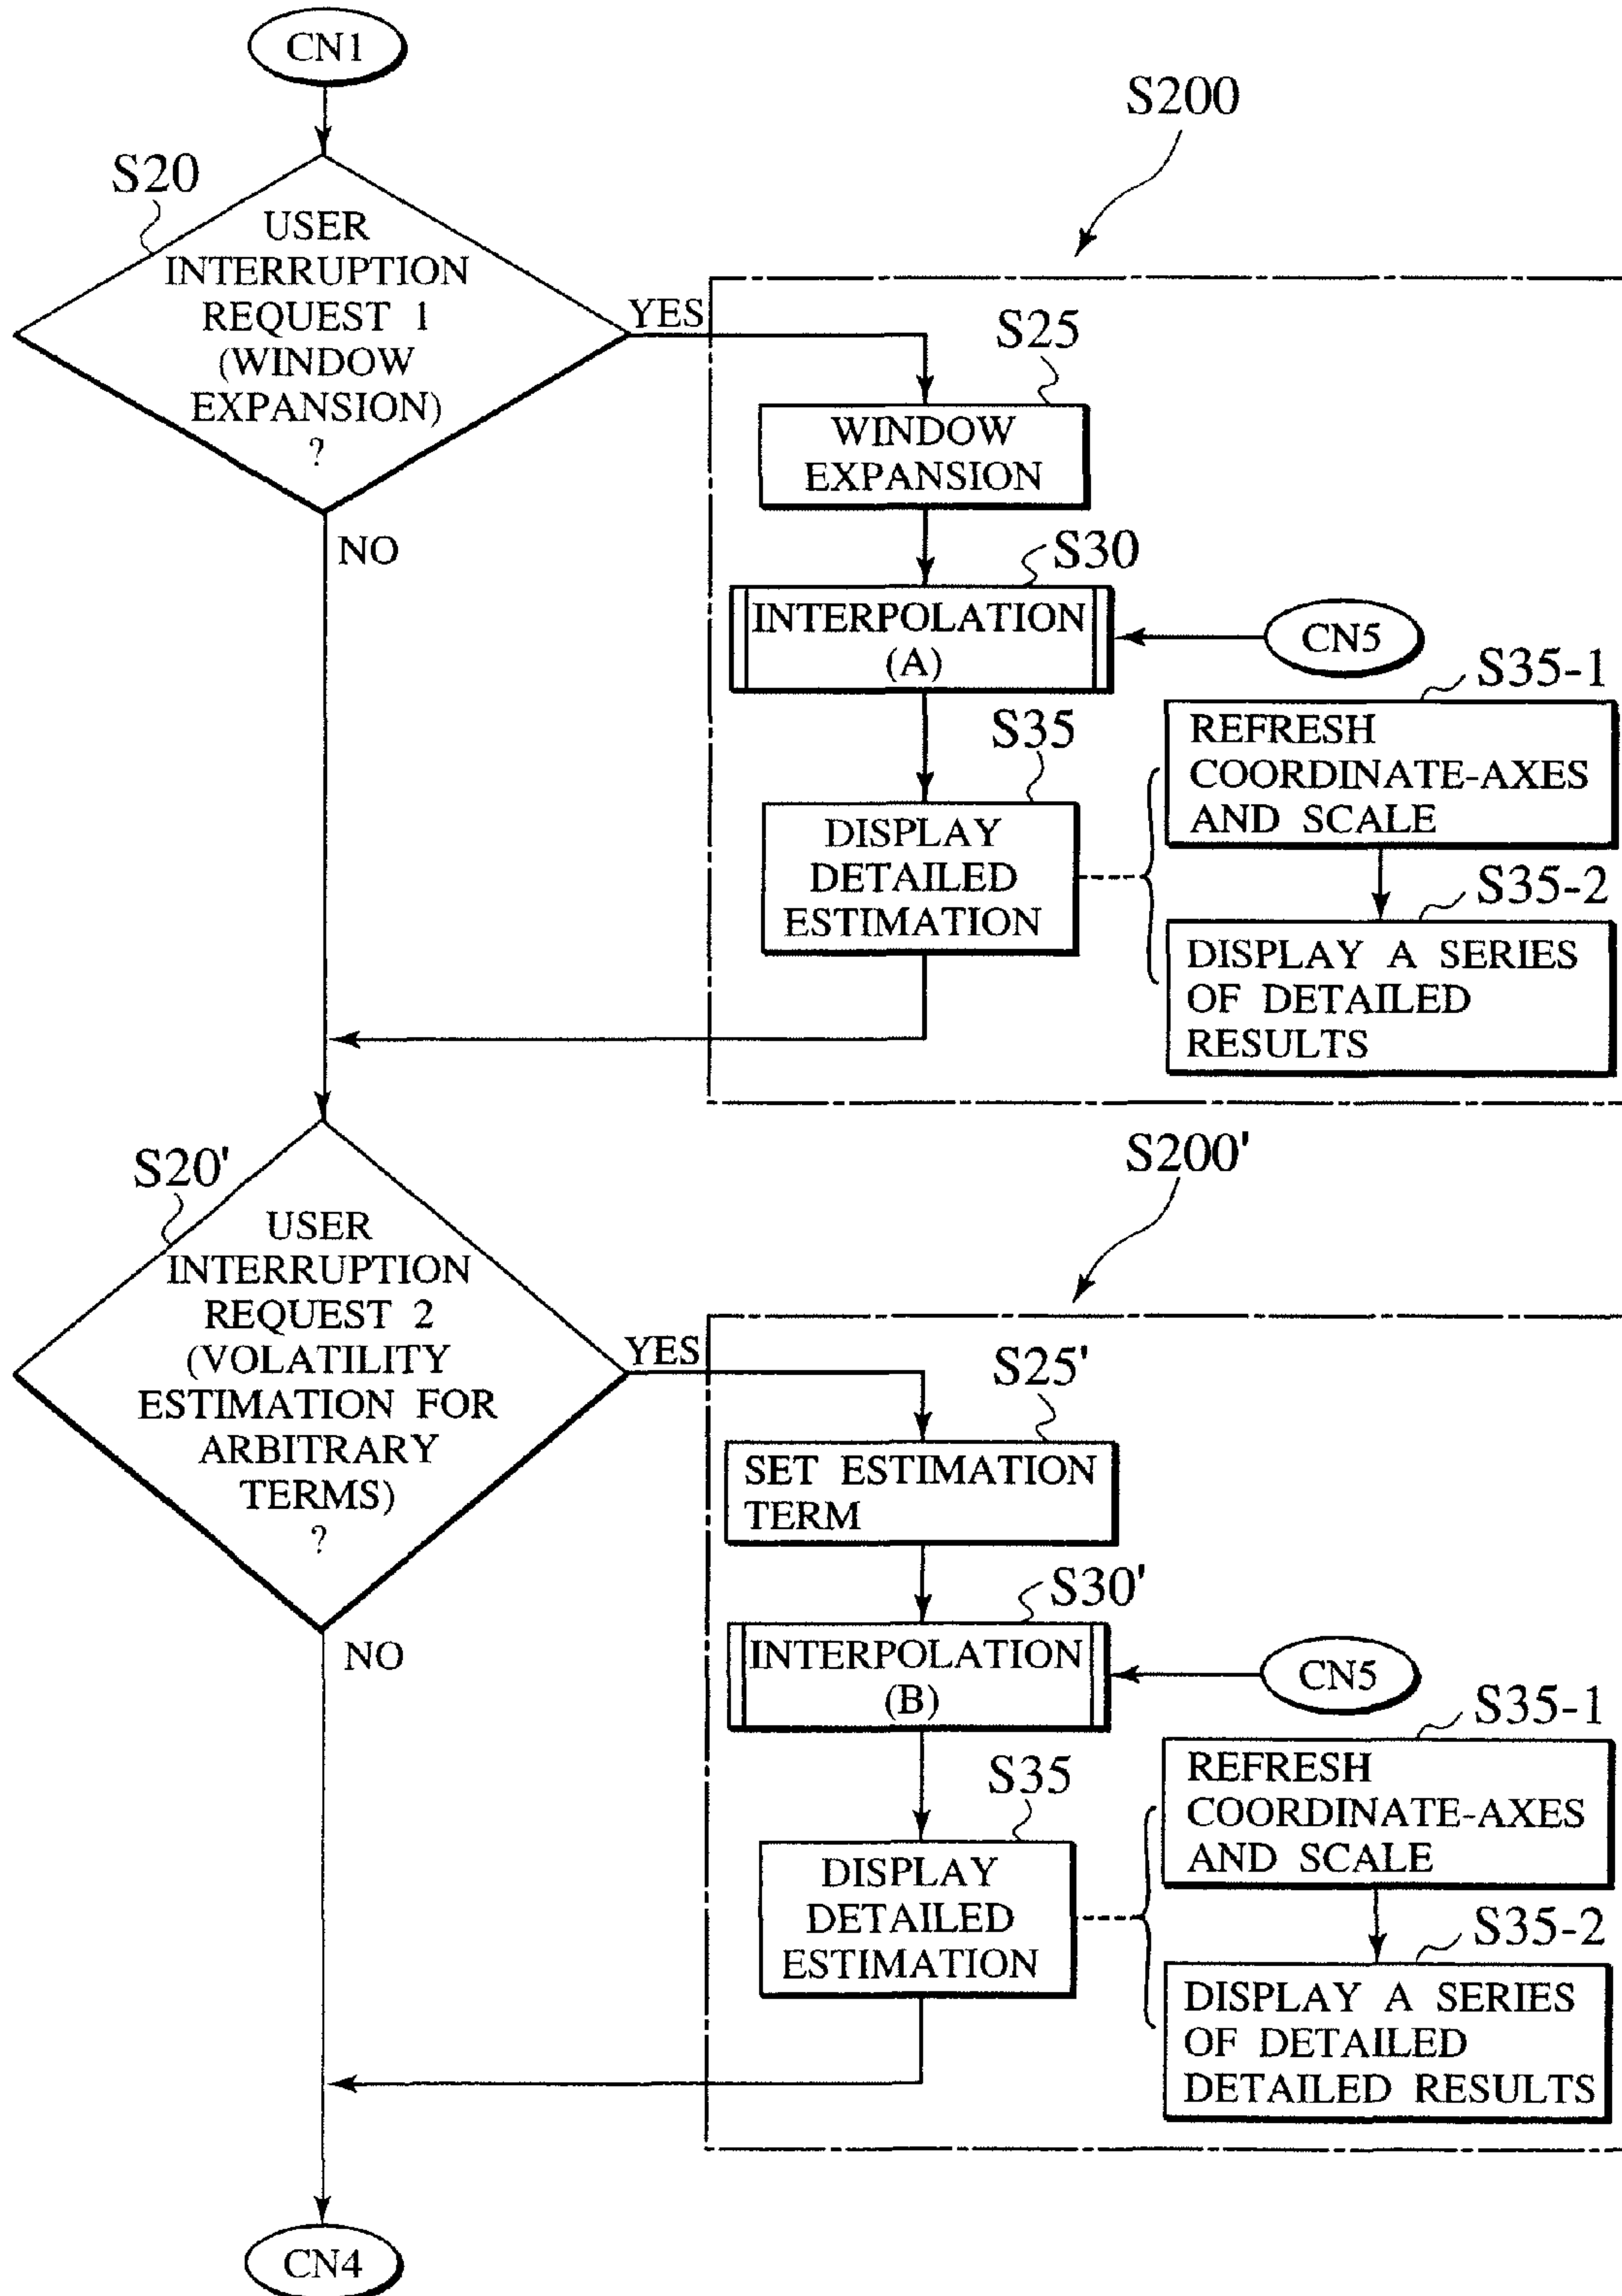 CN1
S200
S20
USER
INTERRUPTION
REQUEST 1
(WINDOW
EXPANSION)
?
YES
NO
S25
WINDOW
EXPANSION
S30
INTERPOLATION
(A)
CN5
S35
DISPLAY
DETAILED
ESTIMATION
S35-1
REFRESH
COORDINATE-AXES
AND SCALE
S35-2
DISPLAY A SERIES
OF DETAILED
RESULTS
S200'
S20'
USER
INTERRUPTION
REQUEST 2
(VOLATILITY
ESTIMATION FOR
ARBITRARY
TERMS)
?
YES
NO
S25'
SET ESTIMATION
TERM
S30'
INTERPOLATION
(B)
CN5
S35
DISPLAY
DETAILED
ESTIMATION
S35-1
REFRESH
COORDINATE-AXES
AND SCALE
S35-2
DISPLAY A SERIES
OF DETAILED
DETAILED RESULTS
CN4